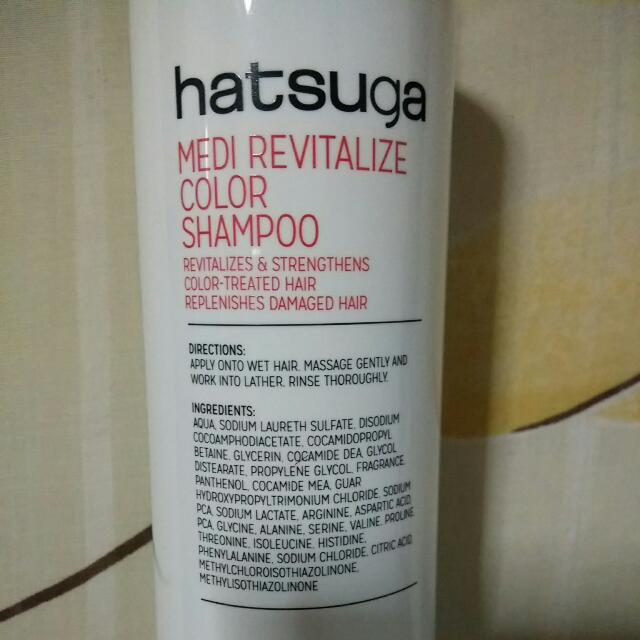 hatsuga
MEDI REVITALIZE
COLOR
SHAMPOO
REVITALIZES & STRENGTHENS
COLOR-TREATED HAIR
REPLENISHES DAMAGED HAIR
DIRECTIONS:
APPLY ONTO WET HAIR. MASSAGE GENTLY AND
WORK INTO LATHER. RINSE THOROUGHLY.
INGREDIENTS:
AQUA, SODIUM LAURETH SULFATE, DISODIUM
COCOAMPHODIACETATE, COCAMIDOPROPYL
BETAINE, GLYCERIN, COCAMIDE DEA, GLYCOL
DISTEARATE, PROPYLENE GLYCOL, FRAGRANCE,
PANTHENOL, COCAMIDE MEA, GUAR
HYDROXYPROPYLTRIMONIUM CHLORIDE, SODIUM
PCA, SODIUM LACTATE, ARGININE, ASPARTIC ACID,
PCA, GLYCINE, ALANINE, SERINE, VALINE, PROLINE
THREONINE, ISOLEUCINE, HISTIDINE,
PHENYLALANINE, SODIUM CHLORIDE, CITRIC ACID,
METHYLCHLOROISOTHIAZOLINONE,
METHYLISOTHIAZOLINONE